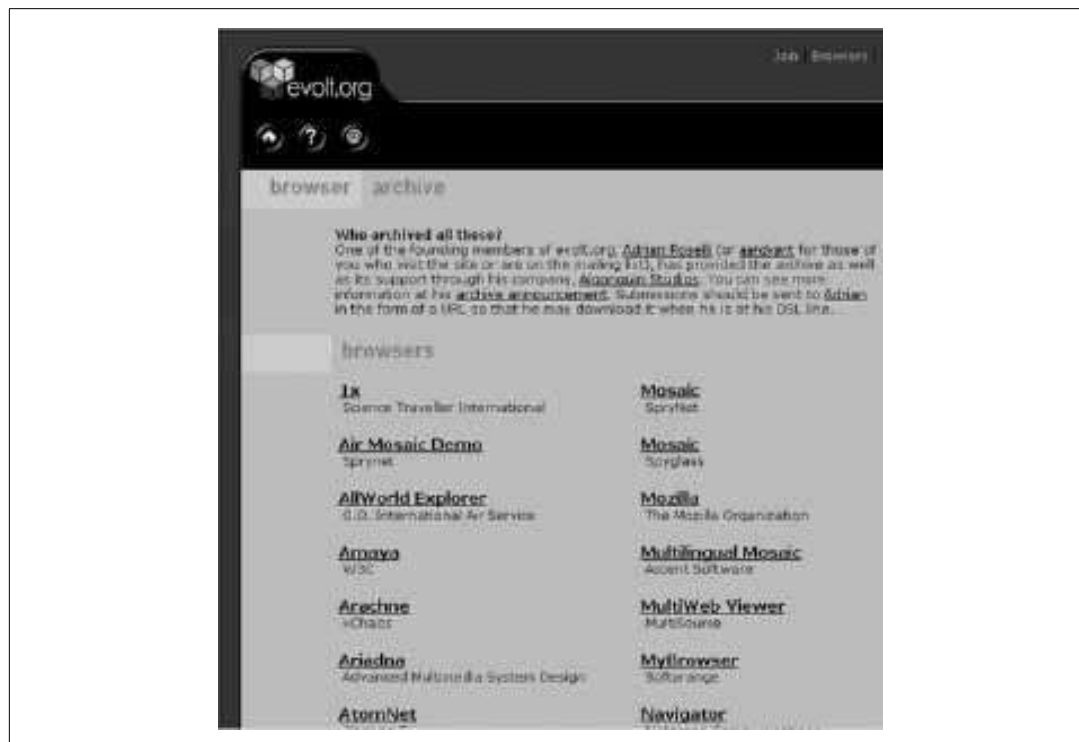 Job Browsers
evolt.org
browser archive
Who archived all these?
One of the founding members of evolt.org, Adrian Roselli (or aardvark for those of
you who visit the site or are on the mailing list), has provided the archive as well
as its support through his company, Algonquin Studios. You can see more
information at his archive announcement. Submissions should be sent to Adrian
in the form of a URL so that he may download it when he is at his DSL line.
browsers
1x
Science Traveller International
Air Mosaic Demo
Sprynet
AllWorld Explorer
G.O. International Air Service
Amaya
W3C
Arachne
xChaos
Ariadna
Advanced Multimedia System Design
AtomNet
Mosaic
SpryNet
Mosaic
Spyglass
Mozilla
The Mozilla Organization
Multilingual Mosaic
Accent Software
MultiWeb Viewer
MultiSource
MyBrowser
Softorange
Navigator